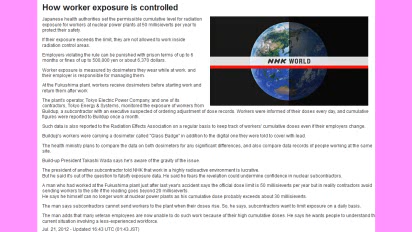 How worker exposure is controlled
Japanese health authorities set the permissible cumulative level for radiation
exposure for workers at nuclear power plants at 50 millisieverts per year to
protect their safety.
If their exposure exceeds the limit, they are not allowed to work inside
radiation control areas.
Employers violating the rule can be punished with prison terms of up to 6
months or fines of up to 500,000 yen or about 6,370 dollars.
Worker exposure is measured by dosimeters they wear while at work, and
their employer is responsible for managing them.
At the Fukushima plant, workers receive dosimeters before starting work and
return them after work.
The plant's operator, Tokyo Electric Power Company, and one of its
contractors, Tokyo Energy & Systems, monitored the exposure of workers from
Buildup, a subcontractor with an executive suspected of ordering adjustment of dose records. Workers were informed of their doses every day, and cumulative
figures were reported to Buildup once a month.
Such data is also reported to the Radiation Effects Association on a regular basis to keep track of workers' cumulative doses even if their employers change.
Buildup's workers were carrying a dosimeter called "Glass Badge" in addition to the digital one they were told to cover with lead.
The health ministry plans to compare the data on both dosimeters for any significant differences, and also compare data records of people working at the same
site.
Build-up President Takashi Wada says he's aware of the gravity of the issue.
The president of another subcontractor told NHK that work in a highly radioactive environment is lucrative.
But he said it's out of the question to falsify exposure data. He said he fears the revelation could undermine confidence in nuclear subcontractors.
A man who had worked at the Fukushima plant just after last year's accident says the official dose limit is 50 millisieverts per year but in reality contractors avoid
sending workers to the site if the reading goes beyond 20 millisieverts.
He says he himself can no longer work at nuclear power plants as his cumulative dose probably exceeds about 30 millisieverts.
The man says subcontractors cannot send workers to the plant when their doses rise. So, he says, subcontractors want to limit exposure on a daily basis.
The man adds that many veteran employees are now unable to do such work because of their high cumulative doses. He says he wants people to understand the
current situation involving a less-experienced workforce.
Jul. 21, 2012 - Updated 16:42 UTC (01:43 JST)
NHK WORLD